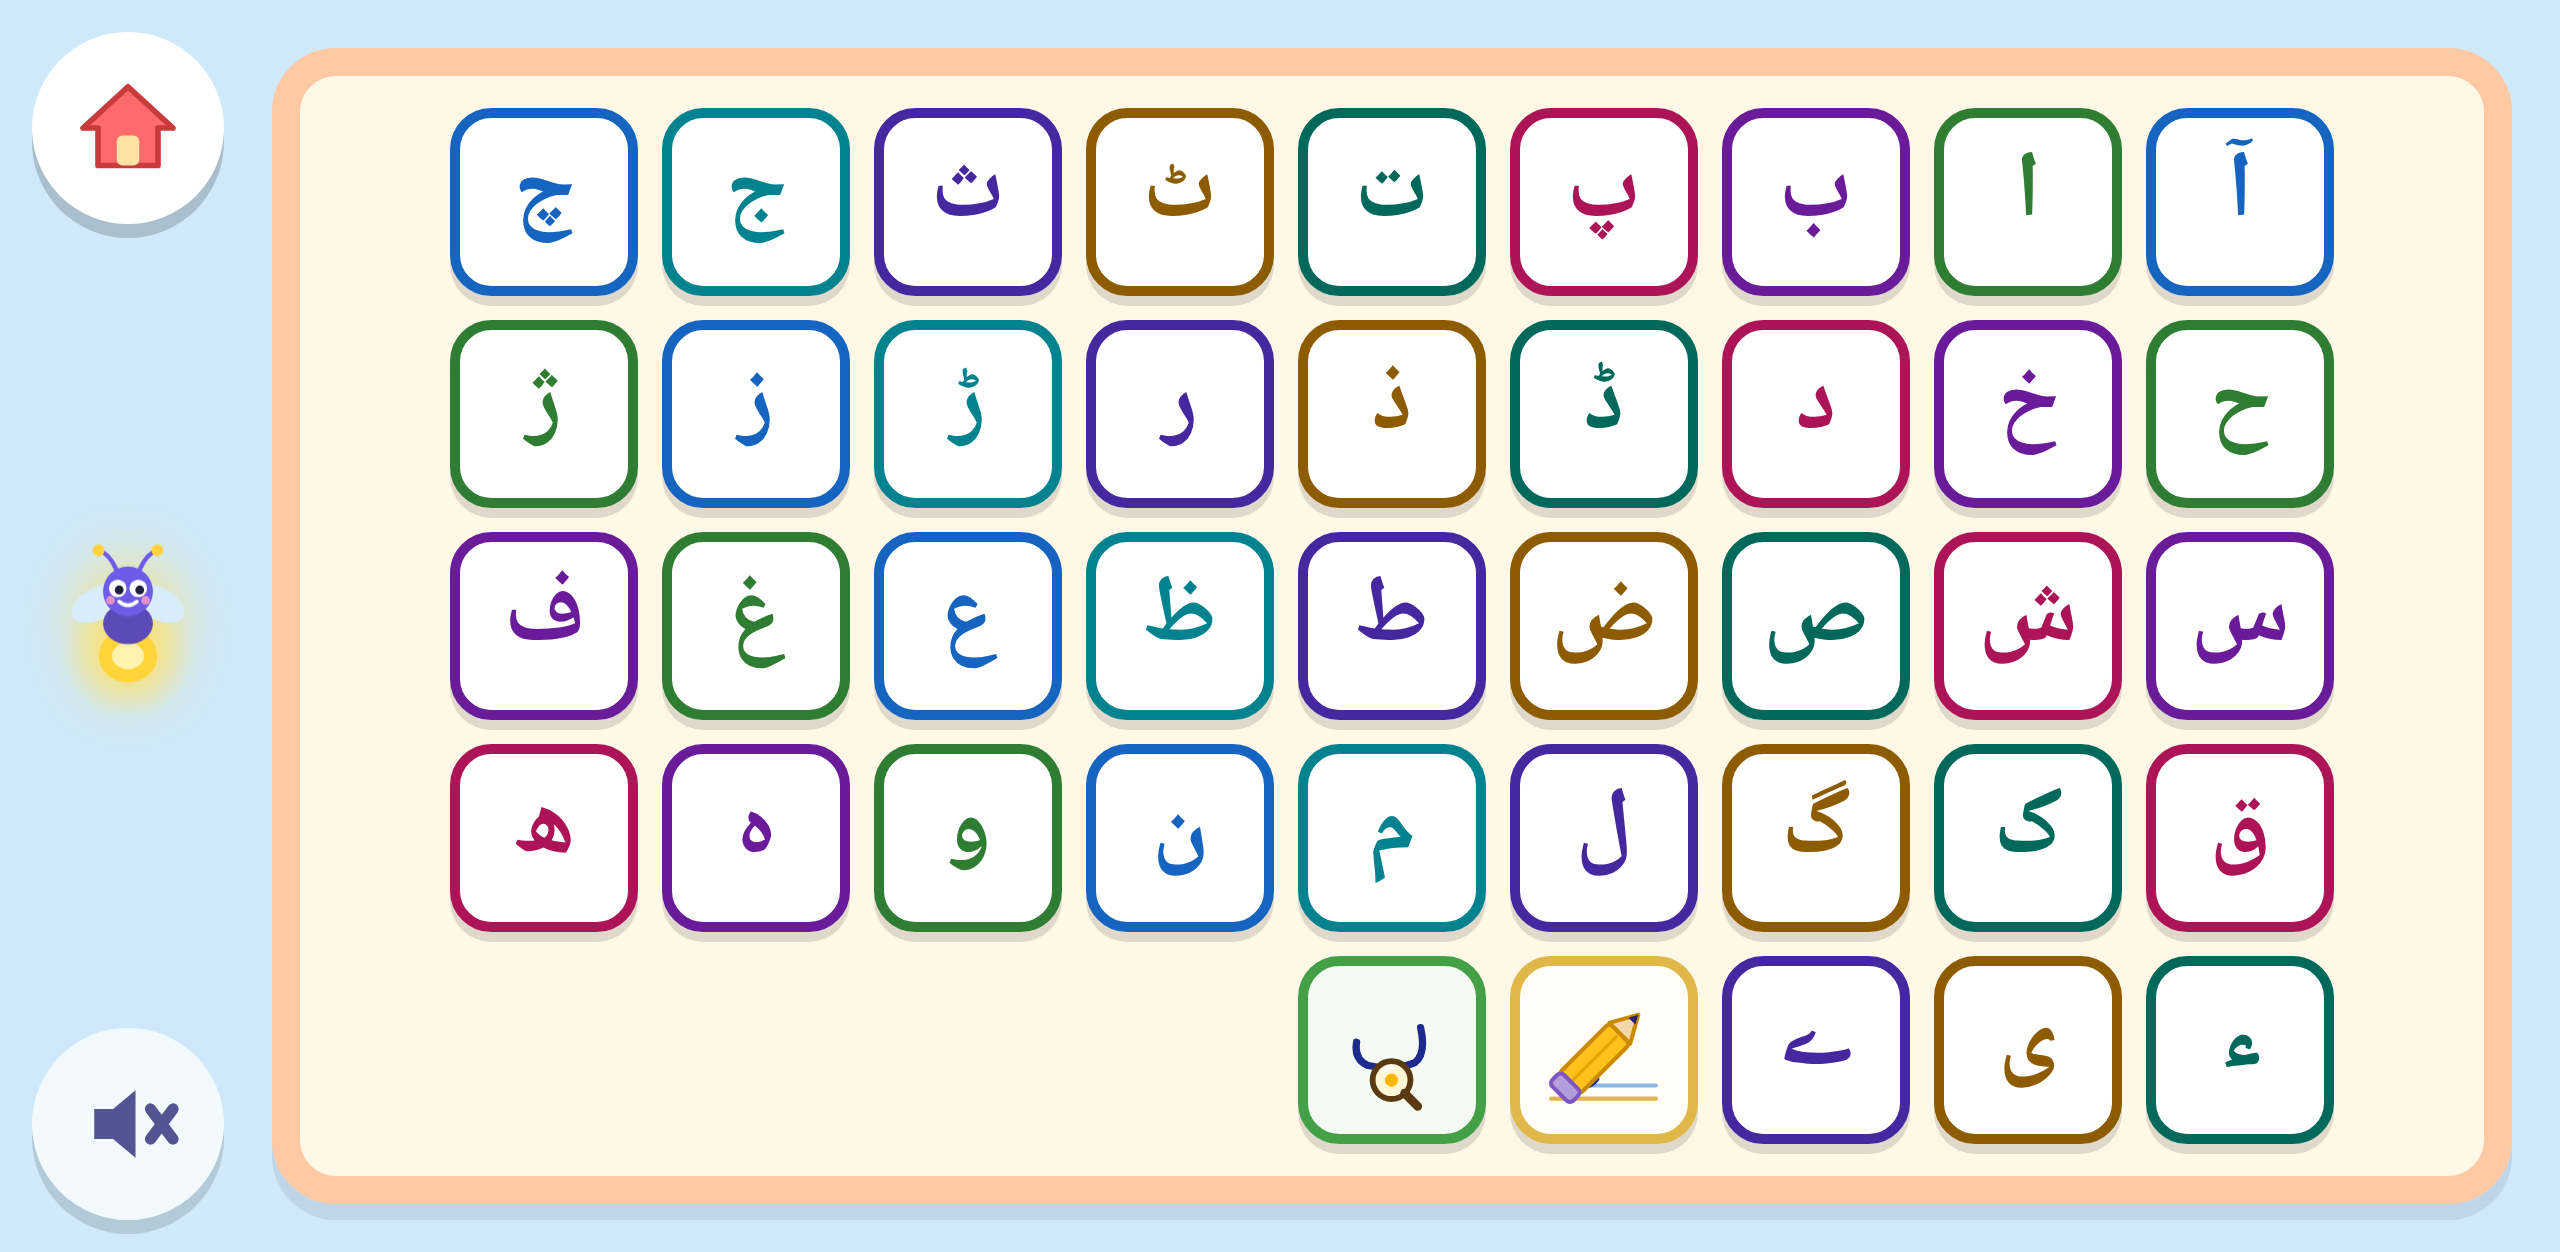 آ ا ب پ ت ٹ ث ج چ
ح خ د ڈ ذ ر ڑ ز ژ
س ش ص ض ط ظ ع غ ف
ق ک گ ل م ن و ہ ھ
ء ی ے